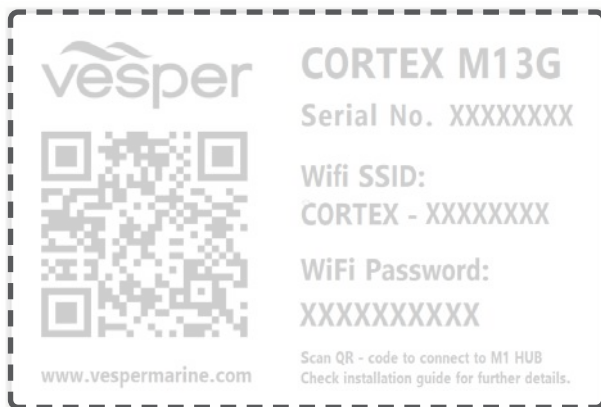 vesper
CORTEX M13G
Serial No. XXXXXXXX
Wifi SSID:
CORTEX - XXXXXXXX
WiFi Password:
XXXXXXXXXX
www.vespermarine.com
Scan QR - code to connect to M1 HUB
Check installation guide for further details.